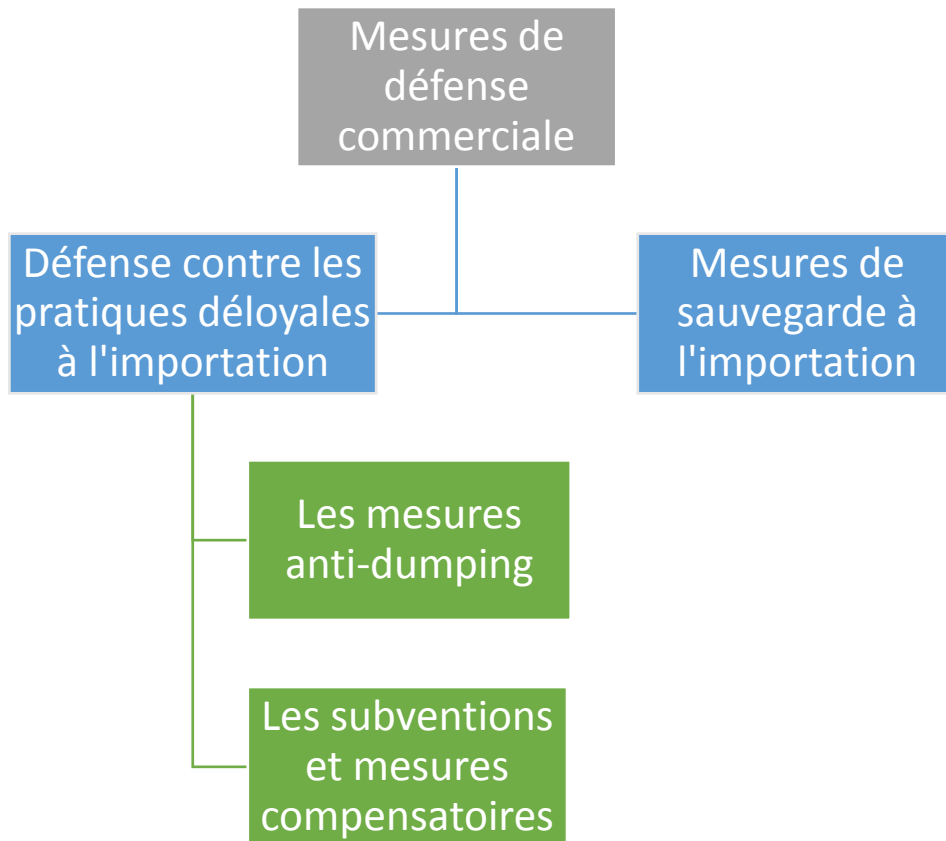 Mesures de
défense
commerciale
Défense contre les
pratiques déloyales
à l'importation
Mesures de
sauvegarde à
l'importation
Les mesures
anti-dumping
Les subventions
et mesures
compensatoires